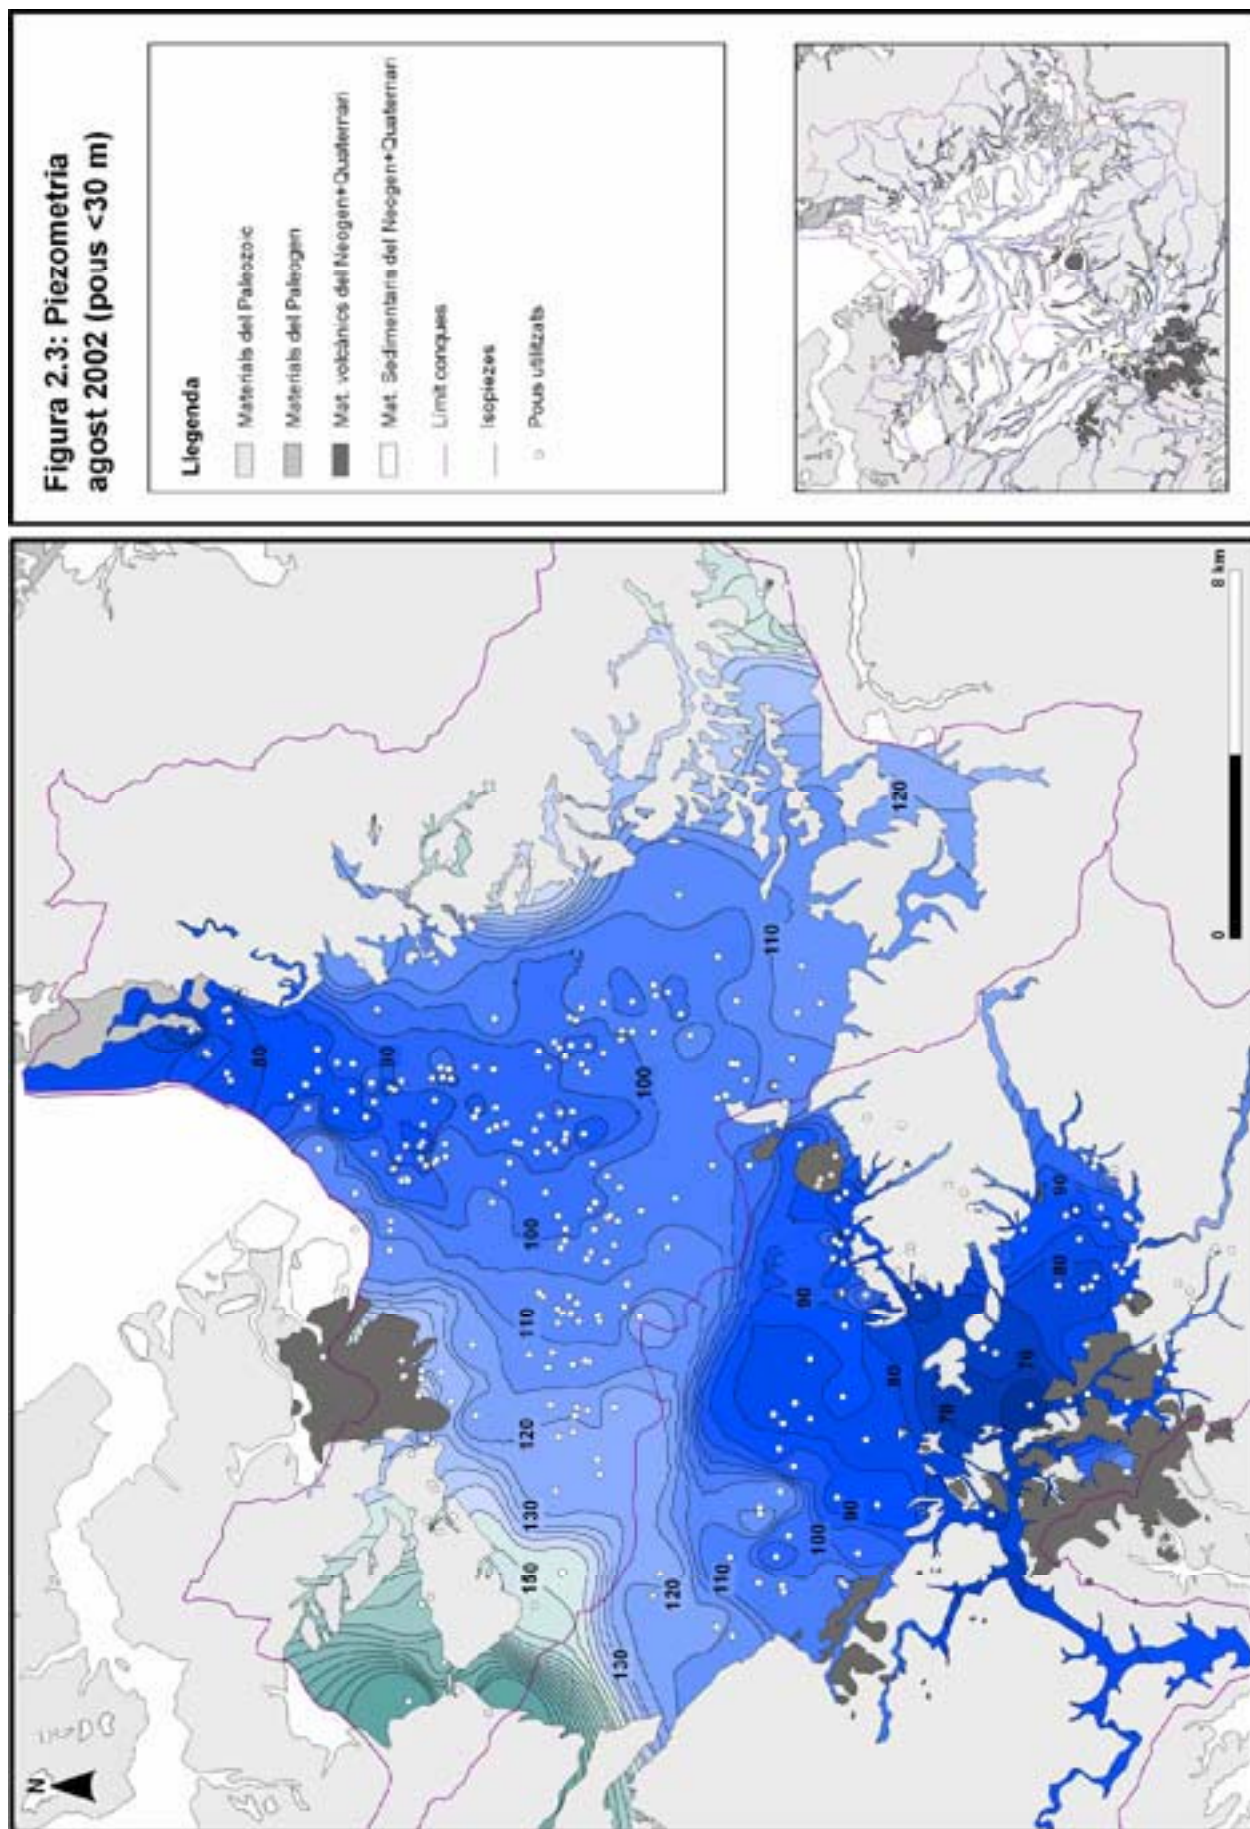 N
80
90
150
130
120
110
100
130
100
120
110
110
90
100
90
80
120
70
70
80
90
0
8 km
Figura 2.3: Piezometria
agost 2002 (pous <30 m)
Llegenda
Materials del Paleozoic
Materials del Paleogen
Mat. volcànics del Neogen+Quaternari
Mat. Sedimentaris del Neogen+Quaternari
Límit conques
Isopiezes
Pous utilitzats